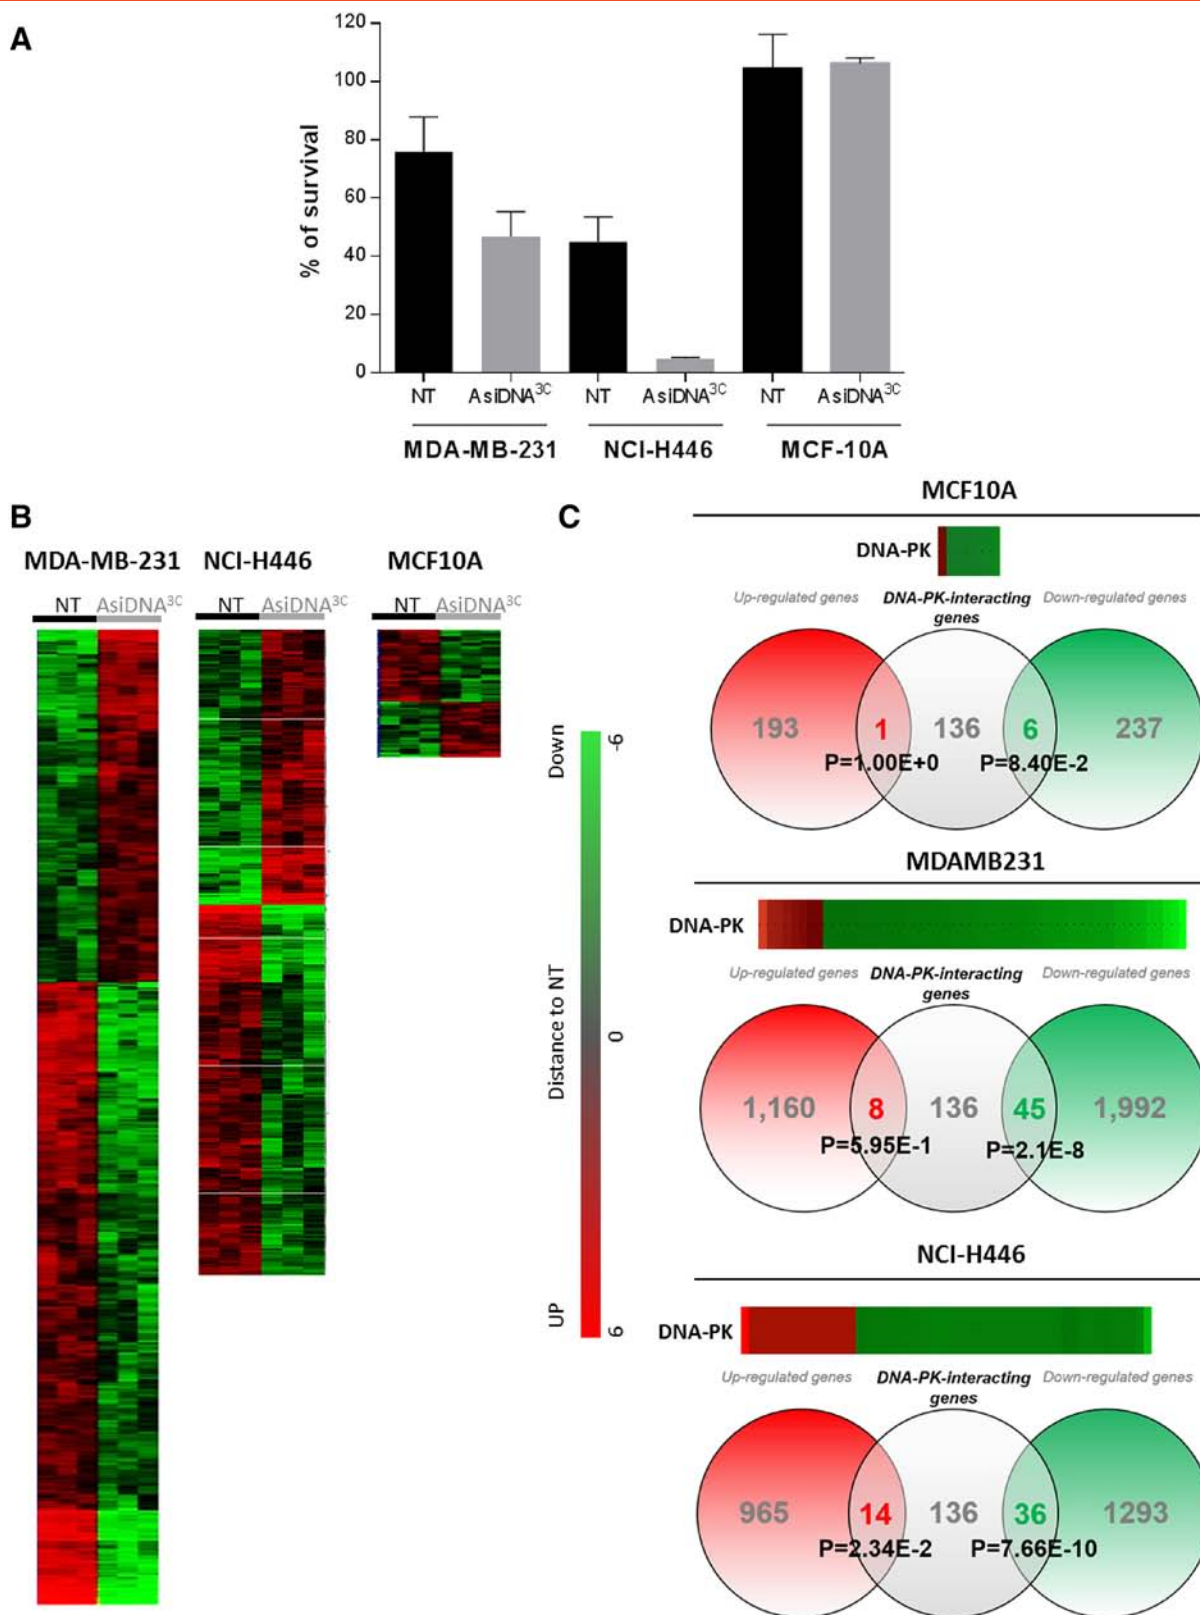 A
120
100
80
60
40
20
0
% of survival
NT AsiDNA3C NT AsiDNA3C NT AsiDNA3C
MDA-MB-231 NCI-H446 MCF-10A
B
MDA-MB-231 NCI-H446 MCF10A
NT AsiDNA3C NT AsiDNA3C NT AsiDNA3C
Down
Distance to NT
UP
-6
0
6
C
MCF10A
DNA-PK
Up-regulated genes DNA-PK-interacting Down-regulated genes
genes
193 1 136 6 237
P=1.00E+0 P=8.40E-2
MDAMB231
DNA-PK
Up-regulated genes DNA-PK-interacting Down-regulated genes
genes
1,160 8 136 45 1,992
P=5.95E-1 P=2.1E-8
NCI-H446
DNA-PK
Up-regulated genes DNA-PK-interacting Down-regulated genes
genes
965 14 136 36 1293
P=2.34E-2 P=7.66E-10